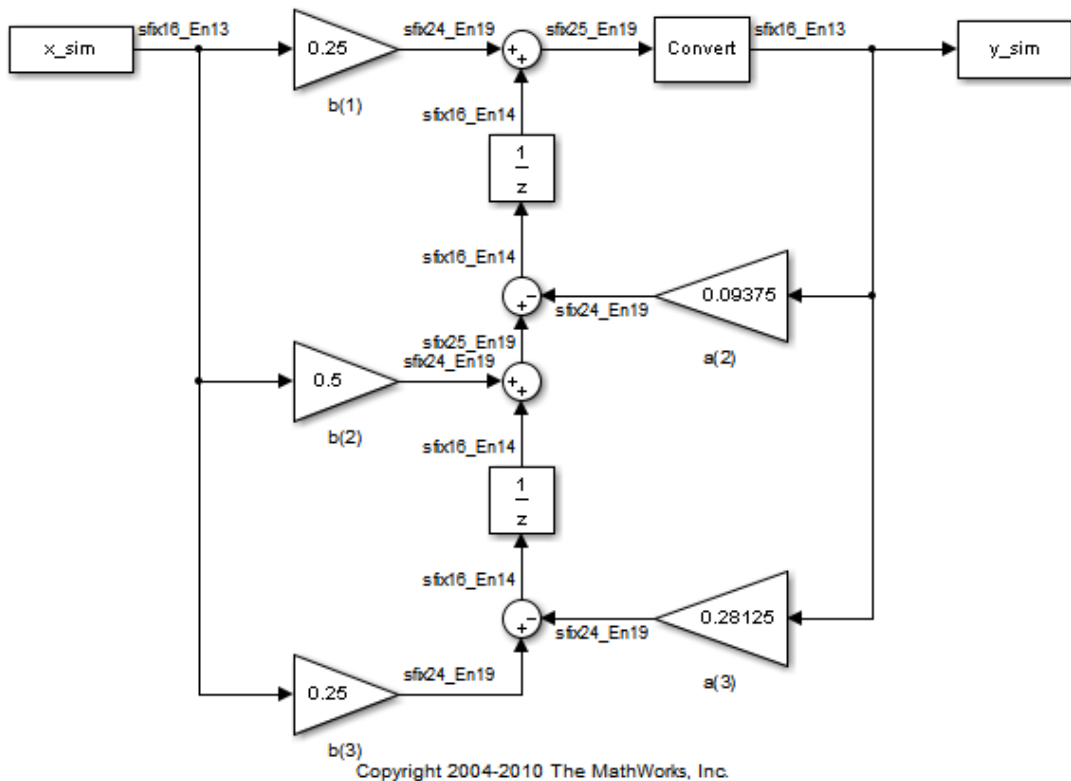 sfix16_En13 sfix24_En19 sfix25_En19 sfix16_En13
x_sim 0.25 + + Convert y_sim
b(1)
sfix16_En14
1
z
sfix16_En14
+ − 0.09375
sfix24_En19
sfix25_En19
sfix24_En19
a(2)
0.5 + +
b(2)
sfix16_En14
1
z
sfix16_En14
+ − 0.28125
sfix24_En19
sfix24_En19
a(3)
0.25
b(3)
Copyright 2004-2010 The MathWorks, Inc.